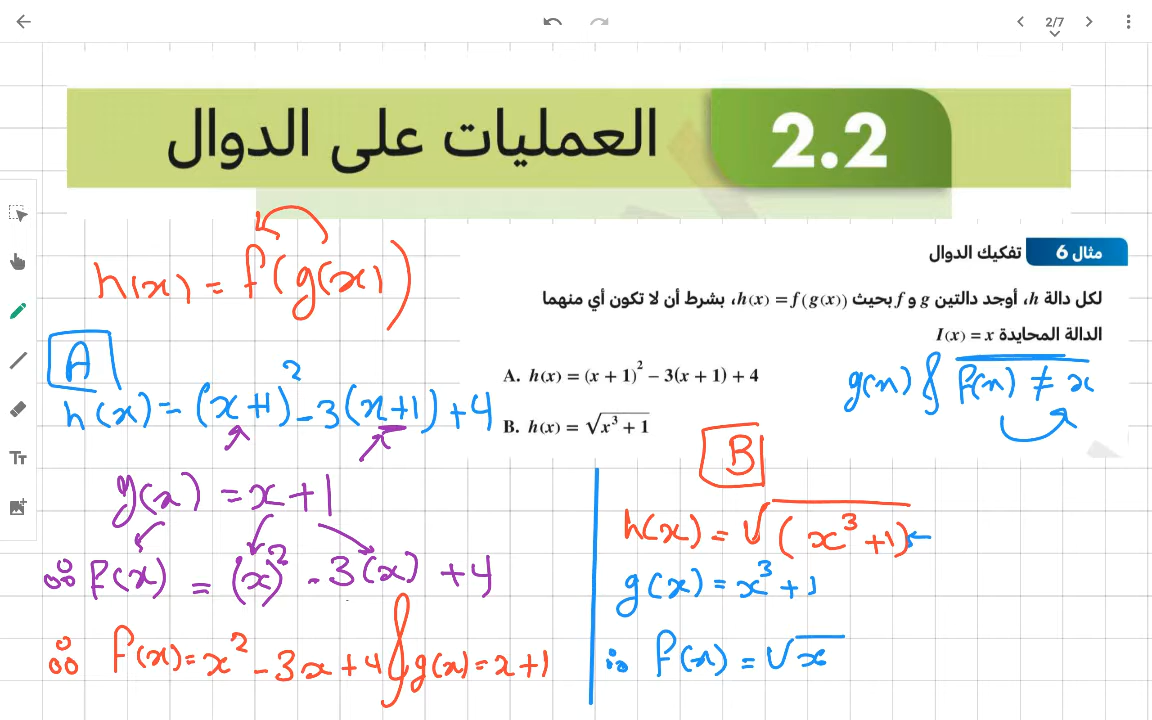 2/7
2.2 العمليات على الدوال
مثال 6 تفكيك الدوال
لكل دالة h، أوجد دالتين g و f بحيث h(x) = f(g(x))، بشرط أن لا تكون أي منهما
الدالة المحايدة I(x) = x
A. h(x) = (x + 1)² − 3(x + 1) + 4
B. h(x) = √(x³ + 1)
g(x) & f(x) ≠ x
h(x) = f(g(x))
A
h(x) = (x+1)² - 3(x+1) + 4
g(x) = x+1
f(x) = (x)² - 3(x) + 4
f(x) = x² - 3x + 4 & g(x) = x+1
B
h(x) = √(x³+1)
g(x) = x³+1
f(x) = √x
Tт